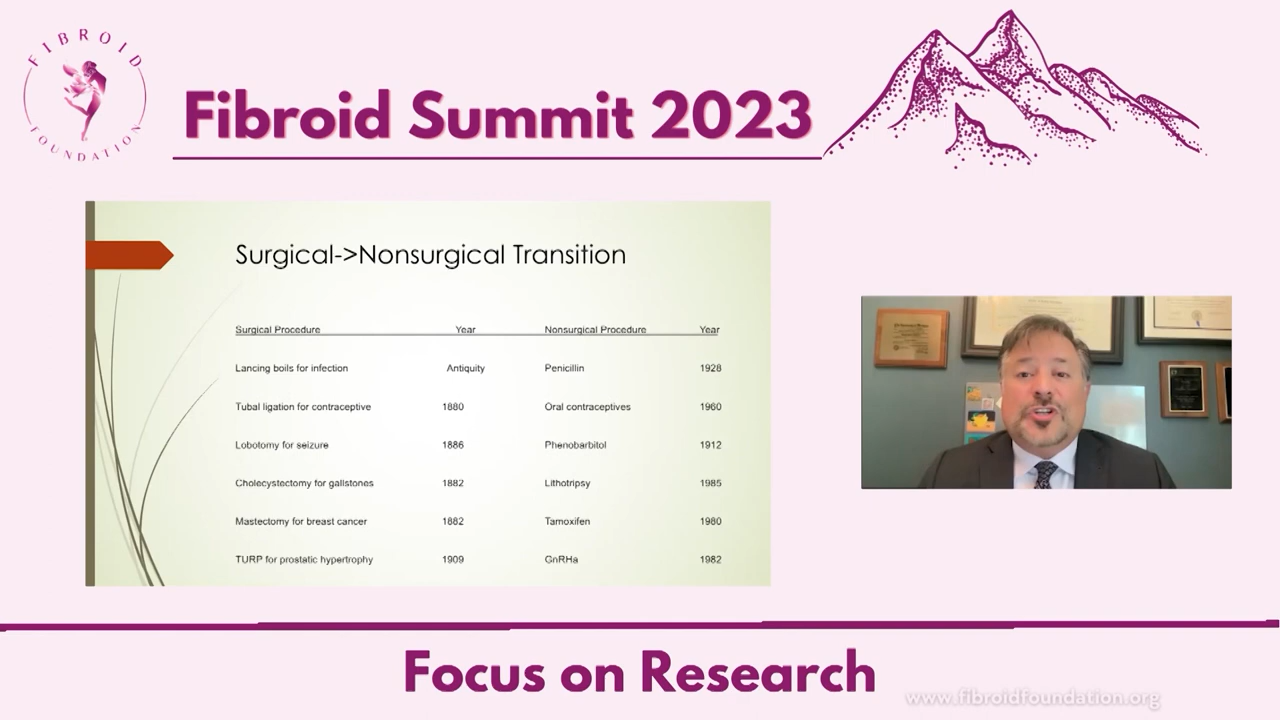 FIBROID
FOUNDATION
Fibroid Summit 2023
Surgical->Nonsurgical Transition
Surgical Procedure Year Nonsurgical Procedure Year
Lancing boils for infection Antiquity Penicillin 1928
Tubal ligation for contraceptive 1880 Oral contraceptives 1960
Lobotomy for seizure 1886 Phenobarbitol 1912
Cholecystectomy for gallstones 1882 Lithotripsy 1985
Mastectomy for breast cancer 1882 Tamoxifen 1980
TURP for prostatic hypertrophy 1909 GnRHa 1982
Focus on Research
www.fibroidfoundation.org